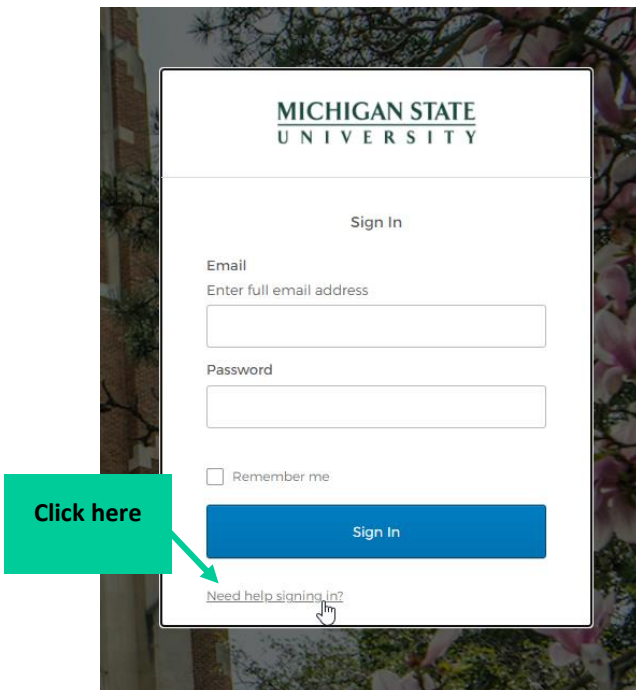 MICHIGAN STATE
UNIVERSITY
Sign In
Email
Enter full email address
Password
Remember me
Click here
Sign In
Need help signing in?